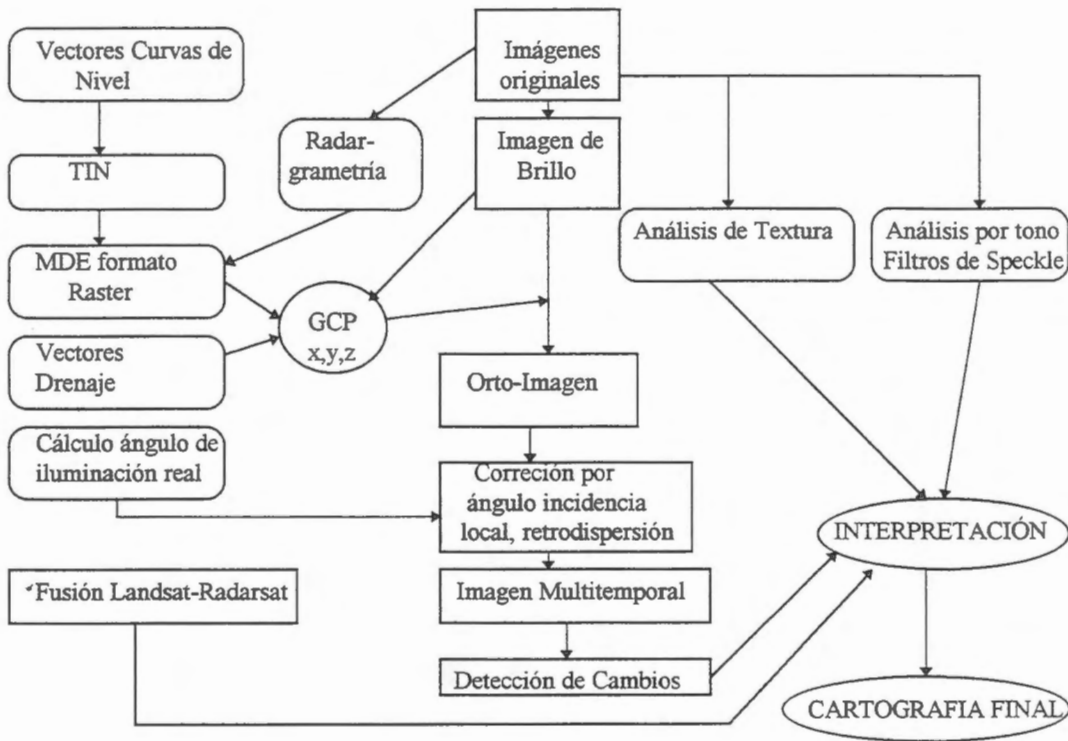 Vectores Curvas de
Nivel
Imágenes
originales
TIN
Radar-
grametría
Imagen de
Brillo
MDE formato
Raster
GCP
x,y,z
Análisis de Textura
Análisis por tono
Filtros de Speckle
Vectores
Drenaje
Orto-Imagen
Cálculo ángulo de
iluminación real
Correción por
ángulo incidencia
local, retrodispersión
INTERPRETACIÓN
Fusión Landsat-Radarsat
Imagen Multitemporal
Detección de Cambios
CARTOGRAFIA FINAL